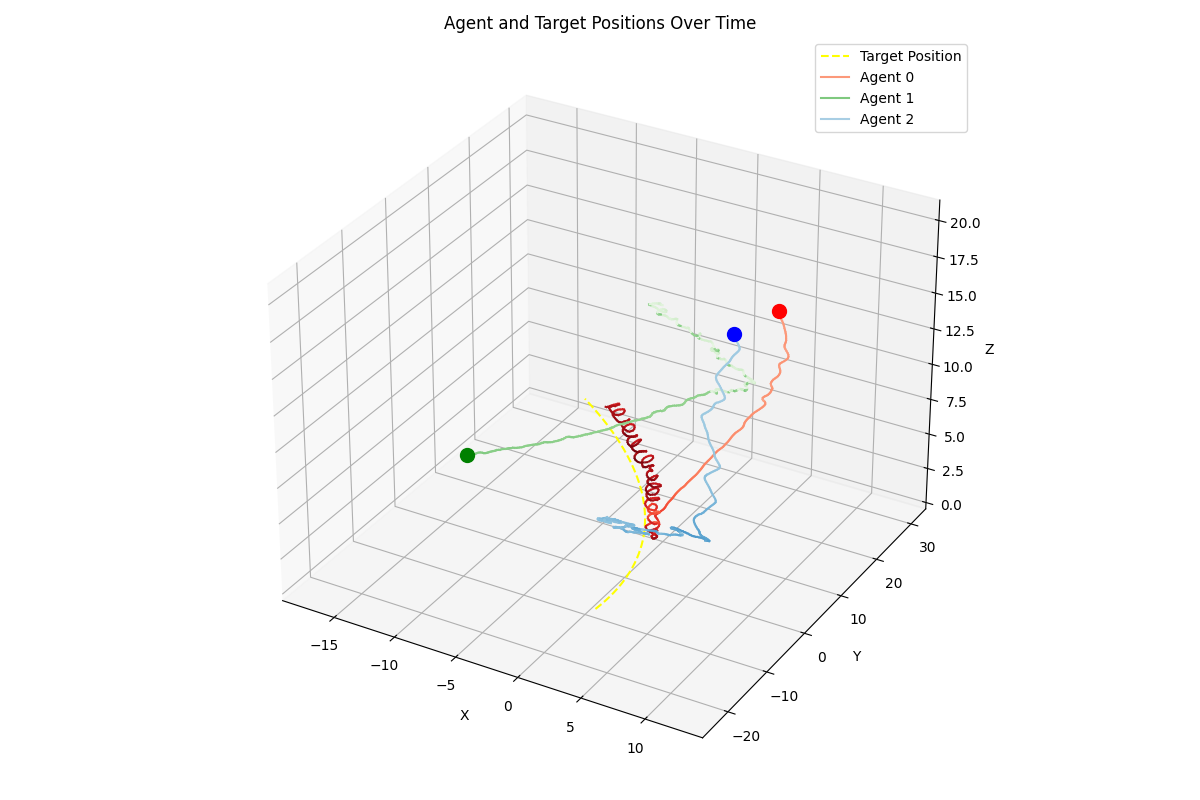 Agent and Target Positions Over Time
Target Position
Agent 0
Agent 1
Agent 2
20.0
17.5
15.0
12.5
10.0
7.5
5.0
2.5
0.0
Z
30
20
10
0
−10
−20
Y
−15
−10
−5
0
5
10
X